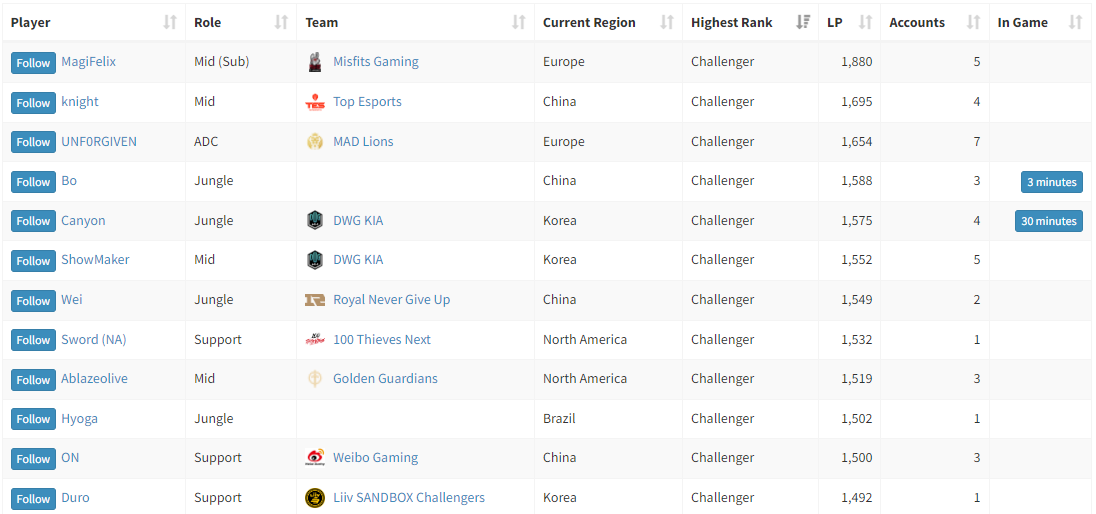 Player Role Team Current Region Highest Rank LP Accounts In Game
Follow MagiFelix Mid (Sub) Misfits Gaming Europe Challenger 1,880 5
Follow knight Mid TES Top Esports China Challenger 1,695 4
Follow UNF0RGIVEN ADC MAD Lions Europe Challenger 1,654 7
Follow Bo Jungle China Challenger 1,588 3 3 minutes
Follow Canyon Jungle DWG KIA Korea Challenger 1,575 4 30 minutes
Follow ShowMaker Mid DWG KIA Korea Challenger 1,552 5
Follow Wei Jungle Royal Never Give Up China Challenger 1,549 2
Follow Sword (NA) Support 100 Thieves Next North America Challenger 1,532 1
Follow Ablazeolive Mid Golden Guardians North America Challenger 1,519 3
Follow Hyoga Jungle Brazil Challenger 1,502 1
Follow ON Support Weibo Gaming China Challenger 1,500 3
Follow Duro Support Liiv SANDBOX Challengers Korea Challenger 1,492 1